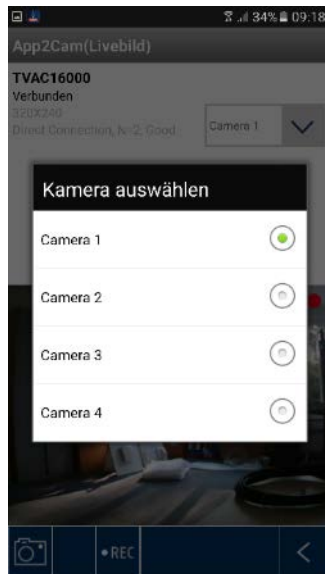 34% 09:18
App2Cam(Livebild)
TVAC16000
Verbunden
320X240
Direct Connection, N=2, Good
Camera 1
Kamera auswählen
Camera 1
Camera 2
Camera 3
Camera 4
REC